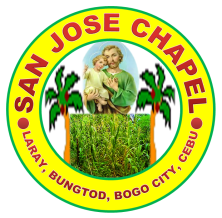 SAN JOSE CHAPEL
LARAY, BUNGTOD, BOGO CITY, CEBU